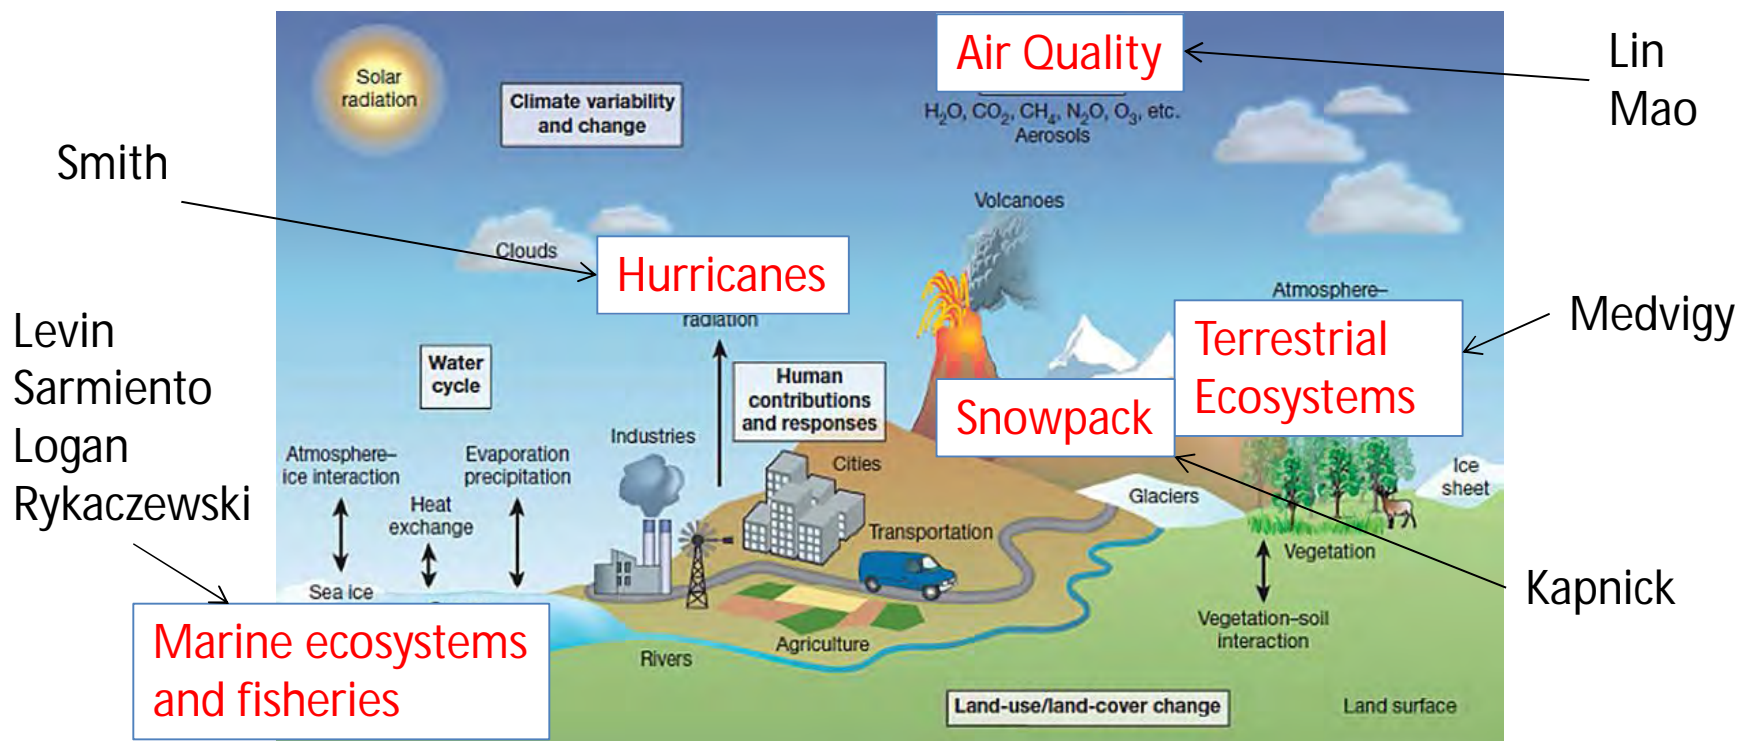 Solar
radiation
Climate variability
and change
Air Quality
H₂O, CO₂, CH₄, N₂O, O₃, etc.
Aerosols
Lin
Mao
Smith
Clouds
Hurricanes
radiation
Volcanoes
Atmosphere–
Terrestrial
Ecosystems
Medvigy
Levin
Sarmiento
Logan
Rykaczewski
Water
cycle
Human
contributions
and responses
Snowpack
Atmosphere–
ice interaction
Heat
exchange
Evaporation
precipitation
Industries
Cities
Transportation
Glaciers
Ice
sheet
Vegetation
Kapnick
Sea ice
Marine ecosystems
and fisheries
Rivers
Agriculture
Vegetation–soil
interaction
Land-use/land-cover change
Land surface